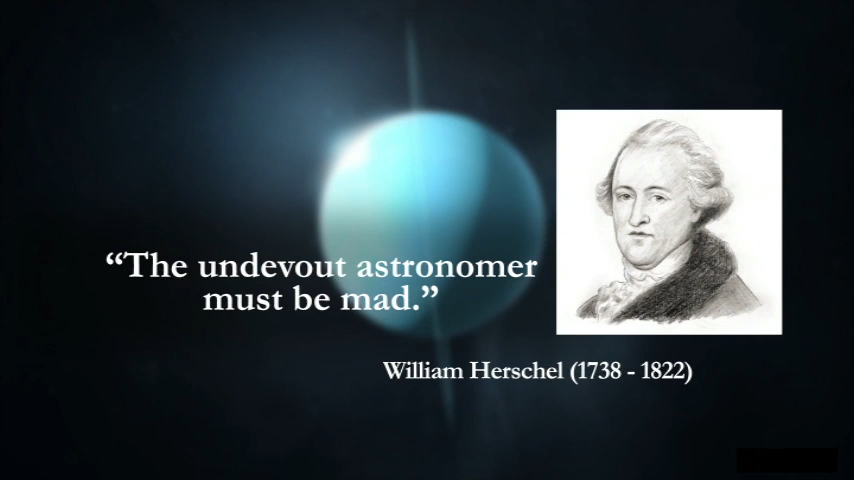 “The undevout astronomer
must be mad.”
William Herschel (1738 - 1822)